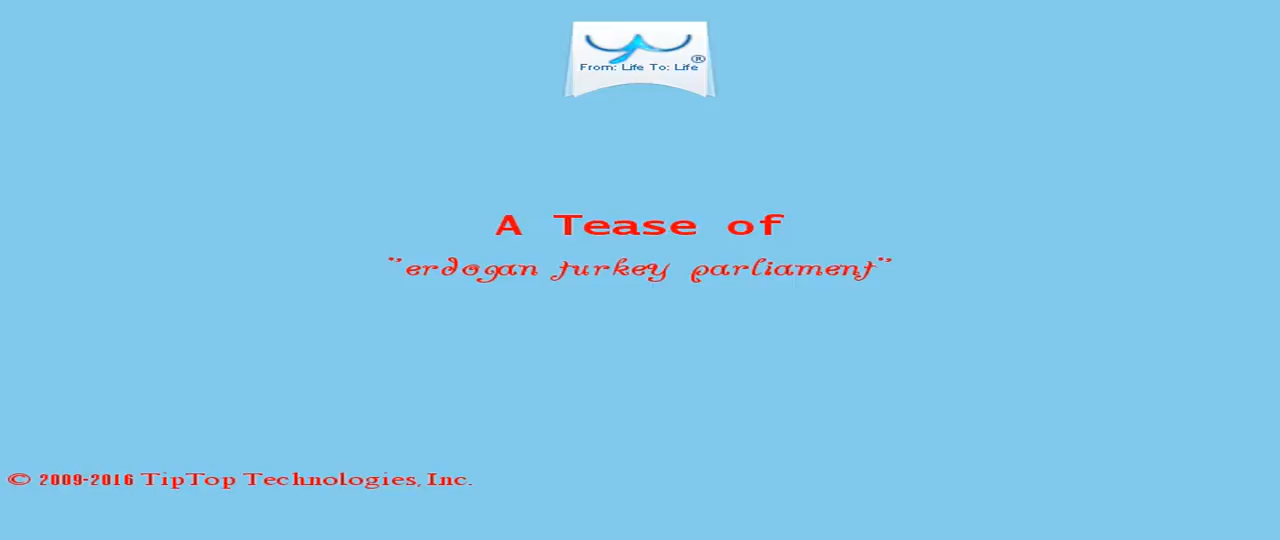 From: Life To: Life ®
A Tease of
"erdogan turkey parliament"
© 2009-2016 TipTop Technologies, Inc.